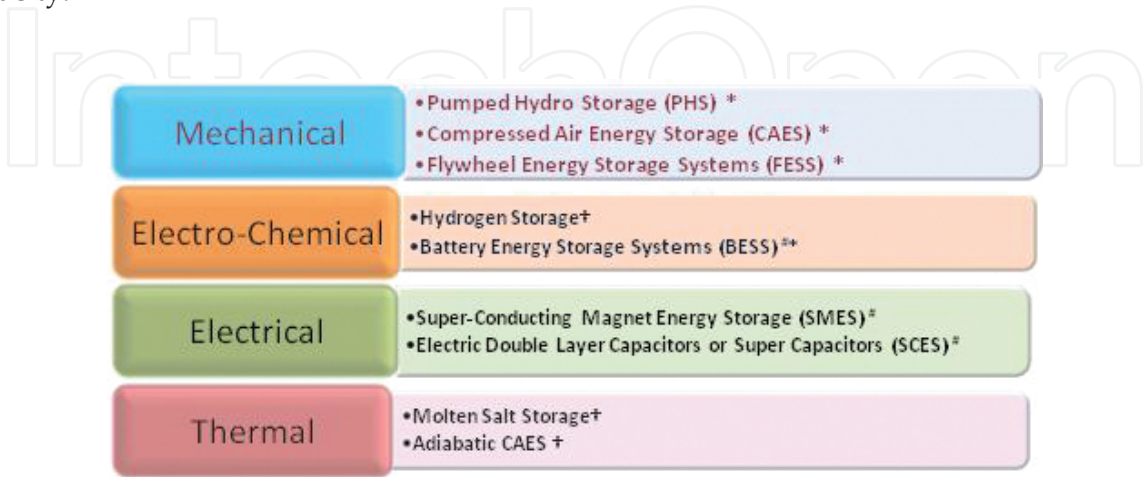 IntechOpen
Mechanical
•Pumped Hydro Storage (PHS) *
•Compressed Air Energy Storage (CAES) *
•Flywheel Energy Storage Systems (FESS) *
Electro-Chemical
•Hydrogen Storage†
•Battery Energy Storage Systems (BESS)#+
Electrical
•Super-Conducting Magnet Energy Storage (SMES)#
•Electric Double Layer Capacitors or Super Capacitors (SCES)#
Thermal
•Molten Salt Storage†
•Adiabatic CAES †